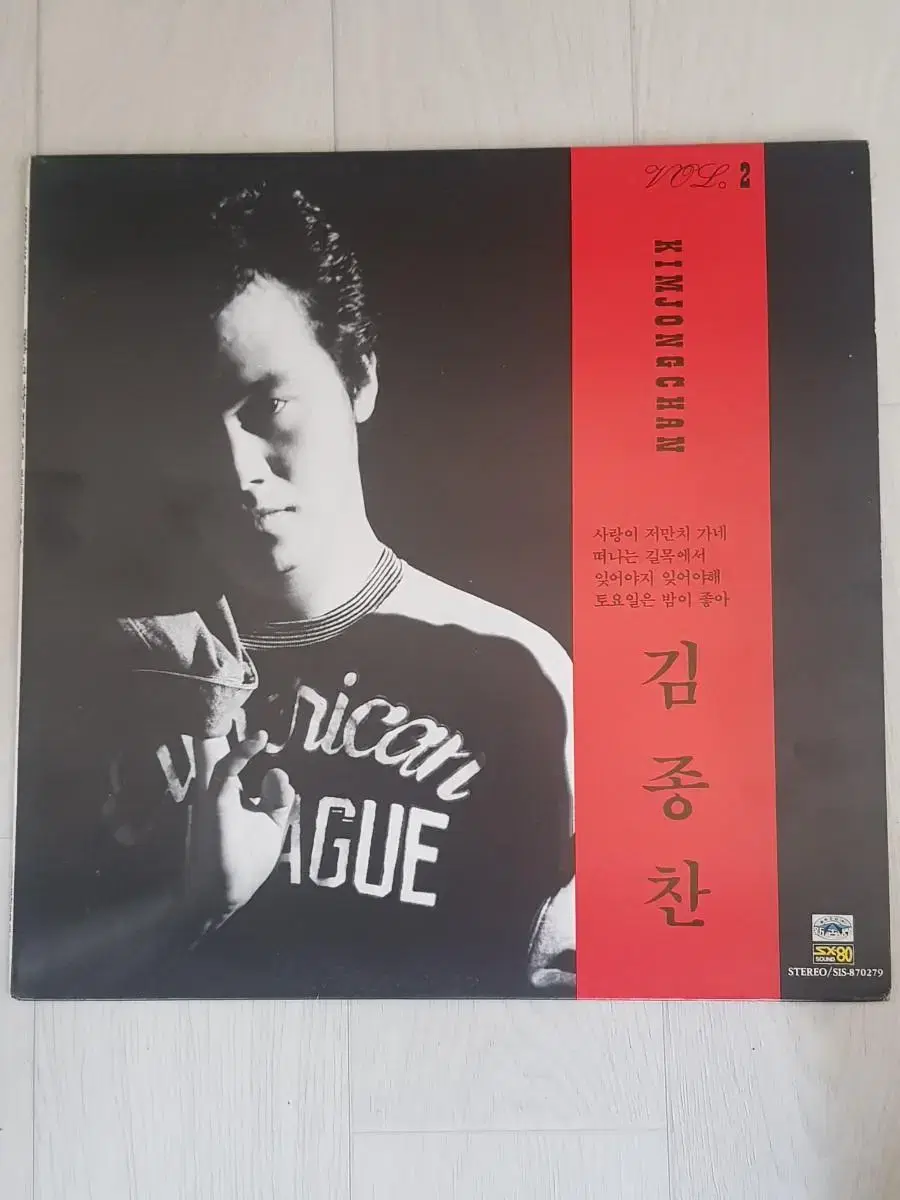 VOL. 2
KIMJONGCHAN
사랑이 저만치 가네
떠나는 길목에서
잊어야지 잊어야해
토요일은 밤이 좋아
김종찬
rican
AGUE
SX-80
SOUND
STEREO/SIS-870279